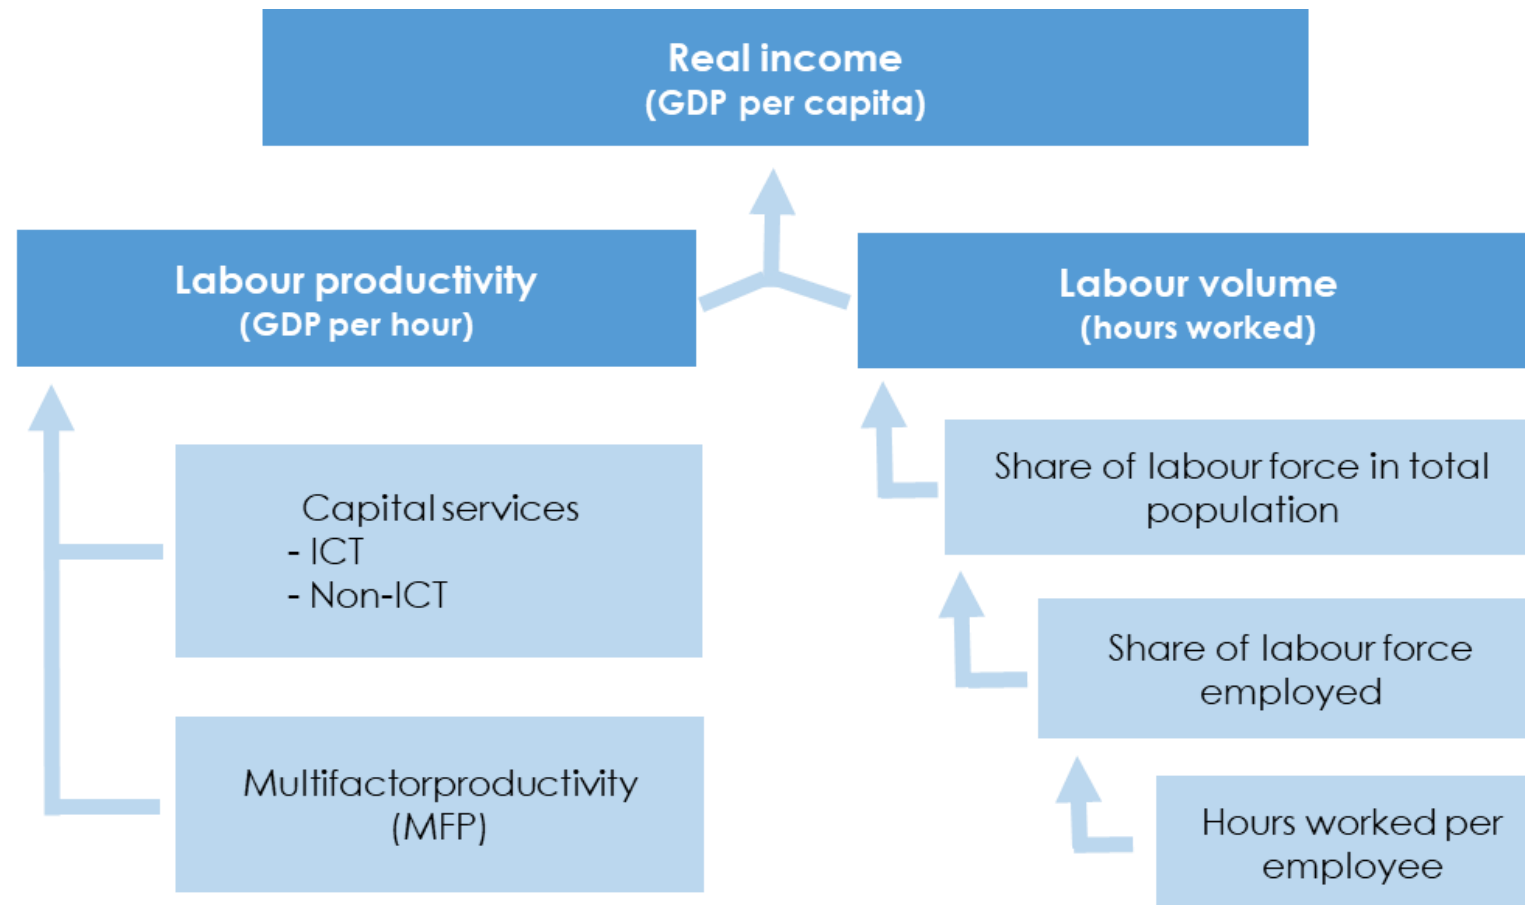 Real income
(GDP per capita)
Labour productivity
(GDP per hour)
Labour volume
(hours worked)
Capital services
- ICT
- Non-ICT
Multifactorproductivity
(MFP)
Share of labour force in total
population
Share of labour force
employed
Hours worked per
employee